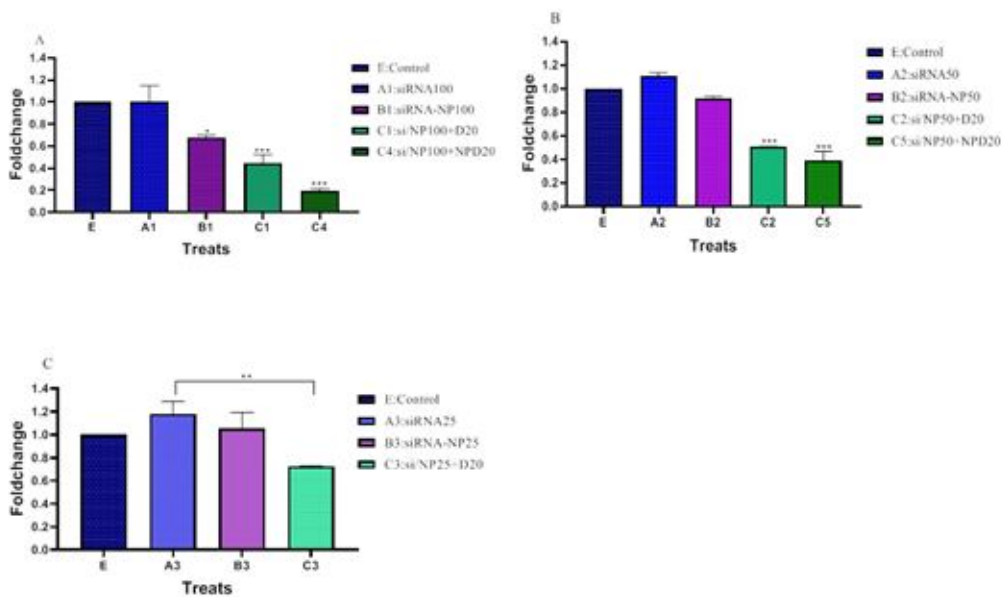 A
Foldchange
1.4
1.2
1.0
0.8
0.6
0.4
0.2
0.0
*
***
***
E A1 B1 C1 C4
Treats
E:Control
A1:siRNA100
B1:siRNA-NP100
C1:si/NP100+D20
C4:si/NP100+NPD20
B
Foldchange
1.4
1.2
1.0
0.8
0.6
0.4
0.2
0.0
***
***
E A2 B2 C2 C5
Treats
E:Control
A2:siRNA50
B2:siRNA-NP50
C2:si/NP50+D20
C5:si/NP50+NPD20
C
Foldchange
1.4
1.2
1.0
0.8
0.6
0.4
0.2
0.0
**
E A3 B3 C3
Treats
E:Control
A3:siRNA25
B3:siRNA-NP25
C3:si/NP25+D20